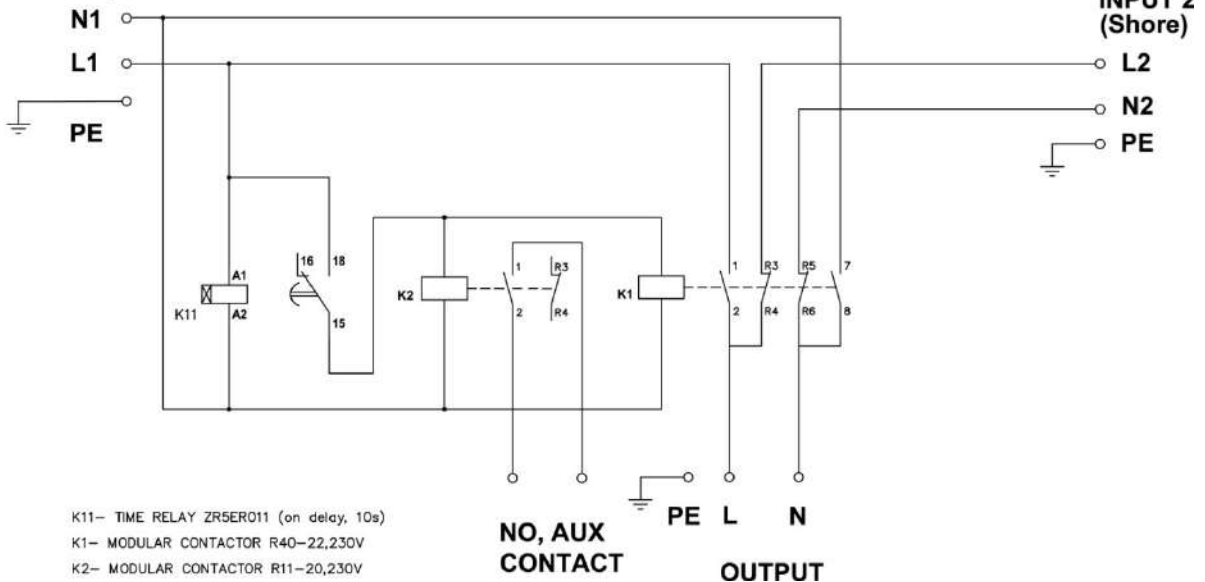 INPUT 2
(Shore)
N1
L1
L2
N2
PE
PE
16
18
1
R3
1
R3
R5
7
A1
K11
A2
K2
K1
15
2
R4
2
R4
R6
8
PE
L
N
NO, AUX
CONTACT
OUTPUT
K11– TIME RELAY ZR5ER011 (on delay, 10s)
K1– MODULAR CONTACTOR R40–22,230V
K2– MODULAR CONTACTOR R11–20,230V